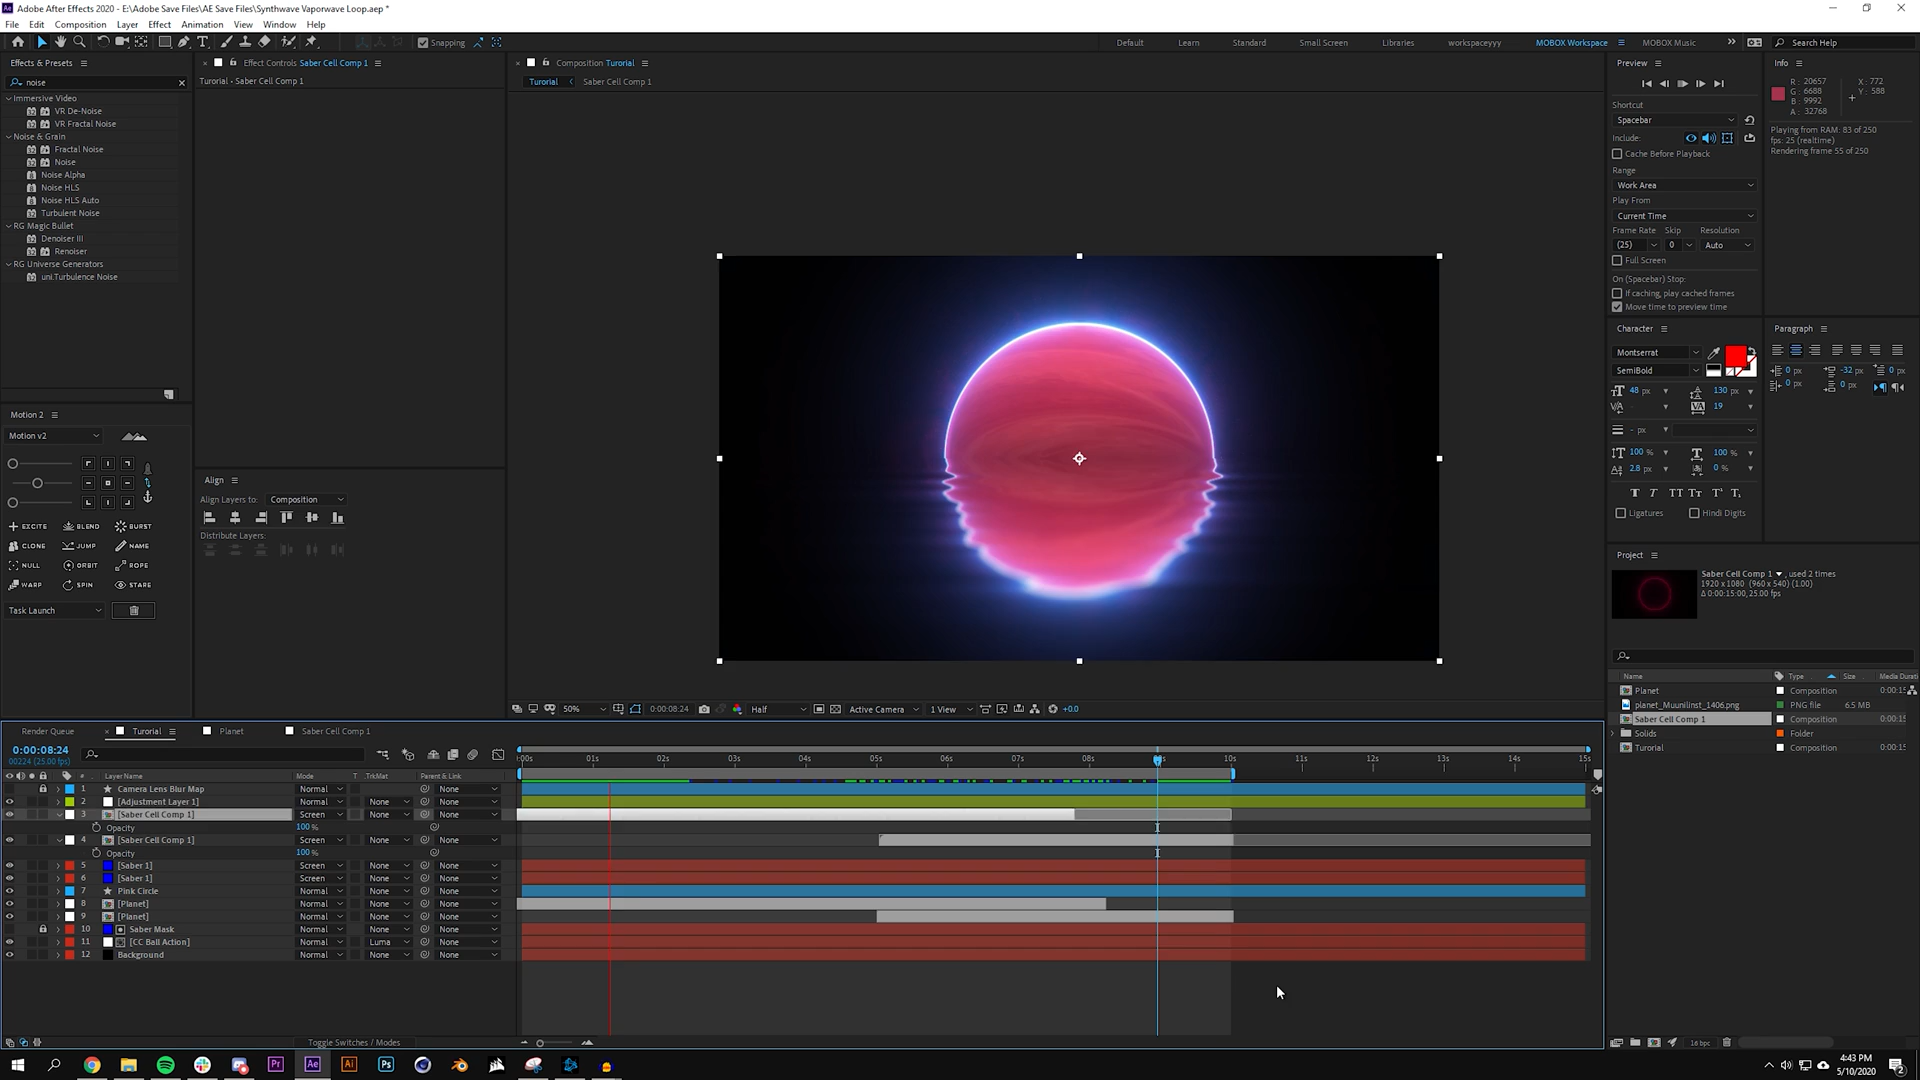 Adobe After Effects 2020 - E:\Adobe Save Files\AE Save Files\Synthwave Vaporwave Loop.aep *
File Edit Composition Layer Effect Animation View Window Help
Snapping
Default Learn Standard Small Screen Libraries workspaceyyy MOBOX Workspace MOBOX Music Search Help
Effects & Presets
noise
Immersive Video
VR De-Noise
VR Fractal Noise
Noise & Grain
Fractal Noise
Noise
Noise Alpha
Noise HLS
Noise HLS Auto
Turbulent Noise
RG Magic Bullet
Denoiser III
Renoiser
RG Universe Generators
uni.Turbulence Noise
Motion 2
Motion v2
EXCITE BLEND BURST
CLONE JUMP NAME
NULL ORBIT ROPE
WARP SPIN STARE
Task Launch
Effect Controls Saber Cell Comp 1
Turorial • Saber Cell Comp 1
Align
Align Layers to: Composition
Distribute Layers:
Composition Turorial
Turorial Saber Cell Comp 1
50% 0:00:08:24 Half Active Camera 1 View +0.0
Preview
Shortcut
Spacebar
Include:
Cache Before Playback
Range
Work Area
Play From
Current Time
Frame Rate Skip Resolution
(25) 0 Auto
Full Screen
On (Spacebar) Stop:
If caching, play cached frames
Move time to preview time
Info
R : 20657 X : 772
G : 6688 Y : 588
B : 9992
A : 32768
Playing from RAM: 83 of 250
fps: 25 (realtime)
Rendering frame 55 of 250
Character
Montserrat
SemiBold
48 px 130 px
19
- px
100 % 100 %
2.8 px 0 %
Ligatures Hindi Digits
Paragraph
0 px -32 px 0 px
0 px 0 px
Project
Saber Cell Comp 1 , used 2 times
1920 x 1080 (960 x 540) (1.00)
Δ 0:00:15:00, 25.00 fps
Name Type Size Media Durati
Planet Composition 0:00:15
planet_Muunilinst_1406.png PNG file 6.5 MB
Saber Cell Comp 1 Composition 0:00:15
Solids Folder
Turorial Composition 0:00:15
16 bpc
Render Queue Turorial Planet Saber Cell Comp 1
0:00:08:24
00224 (25.00 fps)
:00s 01s 02s 03s 04s 05s 06s 07s 08s 9s 10s 11s 12s 13s 14s 15s
# Layer Name Mode T .TrkMat Parent & Link
1 Camera Lens Blur Map Normal None
2 [Adjustment Layer 1] Normal None None
3 [Saber Cell Comp 1] Screen None None
Opacity 100 %
4 [Saber Cell Comp 1] Screen None None
Opacity 100 %
5 [Saber 1] Screen None None
6 [Saber 1] Screen None None
7 Pink Circle Normal None None
8 [Planet] Normal None None
9 [Planet] Normal None None
10 Saber Mask Normal None None
11 [CC Ball Action] Normal Luma None
12 Background Normal None None
Toggle Switches / Modes
4:43 PM
5/10/2020